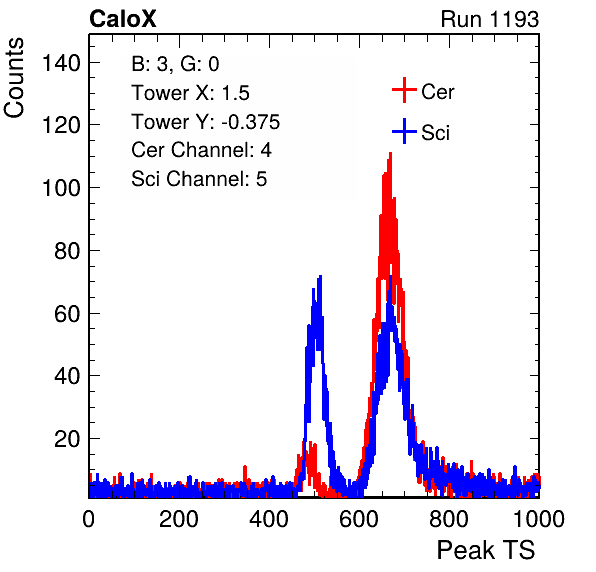 CaloX Run 1193
Counts
B: 3, G: 0
Tower X: 1.5
Tower Y: -0.375
Cer Channel: 4
Sci Channel: 5
Cer
Sci
140
120
100
80
60
40
20
0 200 400 600 800 1000
Peak TS